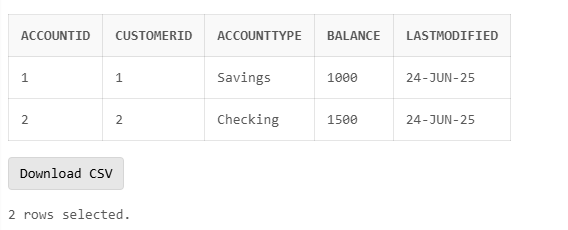 ACCOUNTID CUSTOMERID ACCOUNTTYPE BALANCE LASTMODIFIED
1 1 Savings 1000 24-JUN-25
2 2 Checking 1500 24-JUN-25
Download CSV
2 rows selected.